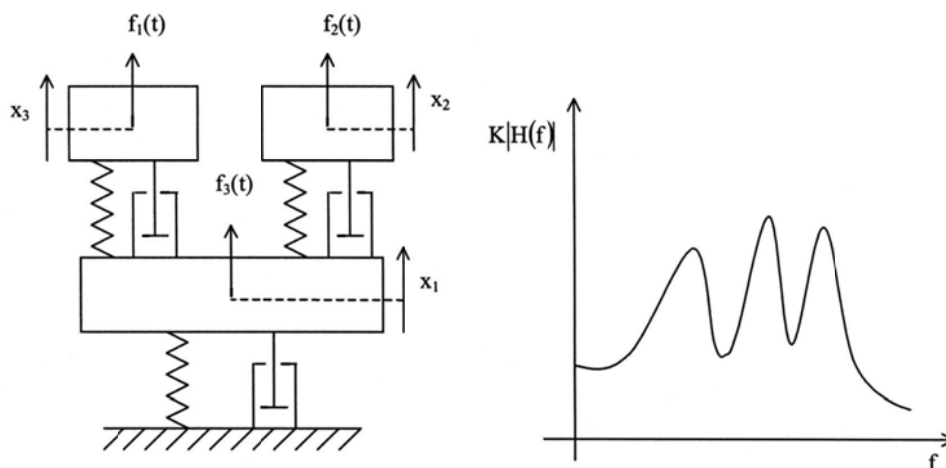 f₁(t)
f₂(t)
x₃
x₂
f₃(t)
x₁
K|H(f)|
f